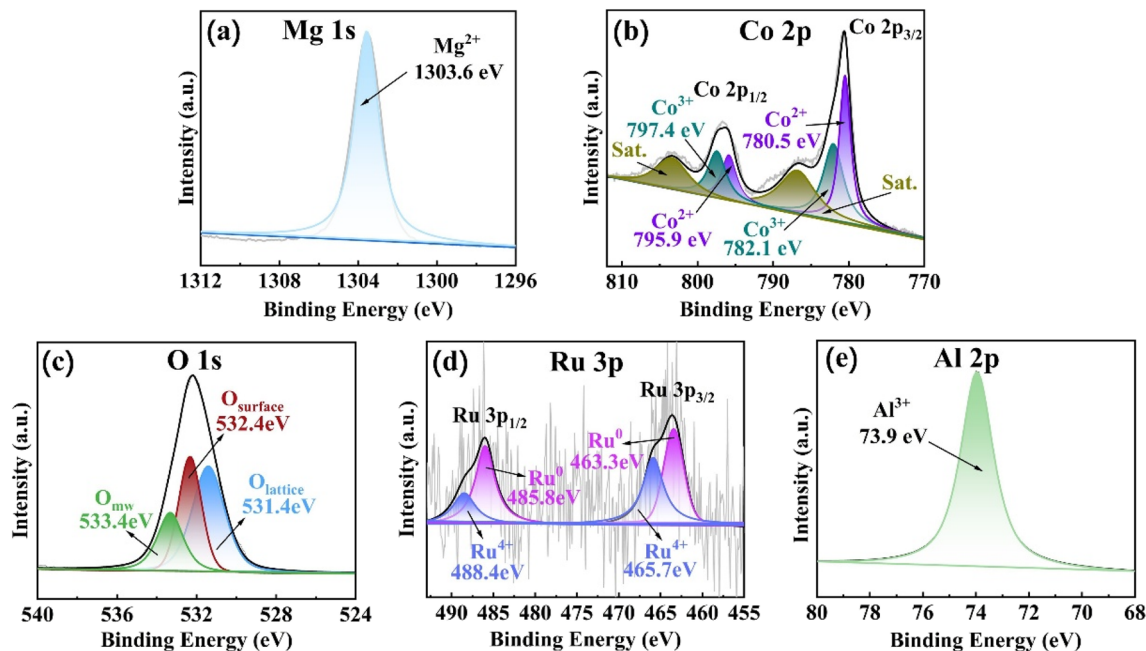 (a) Mg 1s
Mg²⁺
1303.6 eV
Intensity (a.u.)
1312 1308 1304 1300 1296
Binding Energy (eV)
(b) Co 2p
Co 2p₃/₂
Co 2p₁/₂
Co³⁺
797.4 eV
Co²⁺
780.5 eV
Sat.
Sat.
Co²⁺
795.9 eV
Co³⁺
782.1 eV
Intensity (a.u.)
810 800 790 780 770
Binding Energy (eV)
(c) O 1s
Osurface
532.4eV
Olattice
531.4eV
Omw
533.4eV
Intensity (a.u.)
540 536 532 528 524
Binding Energy (eV)
(d) Ru 3p
Ru 3p₃/₂
Ru 3p₁/₂
Ru⁰
463.3eV
Ru⁰
485.8eV
Ru⁴⁺
488.4eV
Ru⁴⁺
465.7eV
Intensity (a.u.)
490 485 480 475 470 465 460 455
Binding Energy (eV)
(e) Al 2p
Al³⁺
73.9 eV
Intensity (a.u.)
80 78 76 74 72 70 68
Binding Energy (eV)